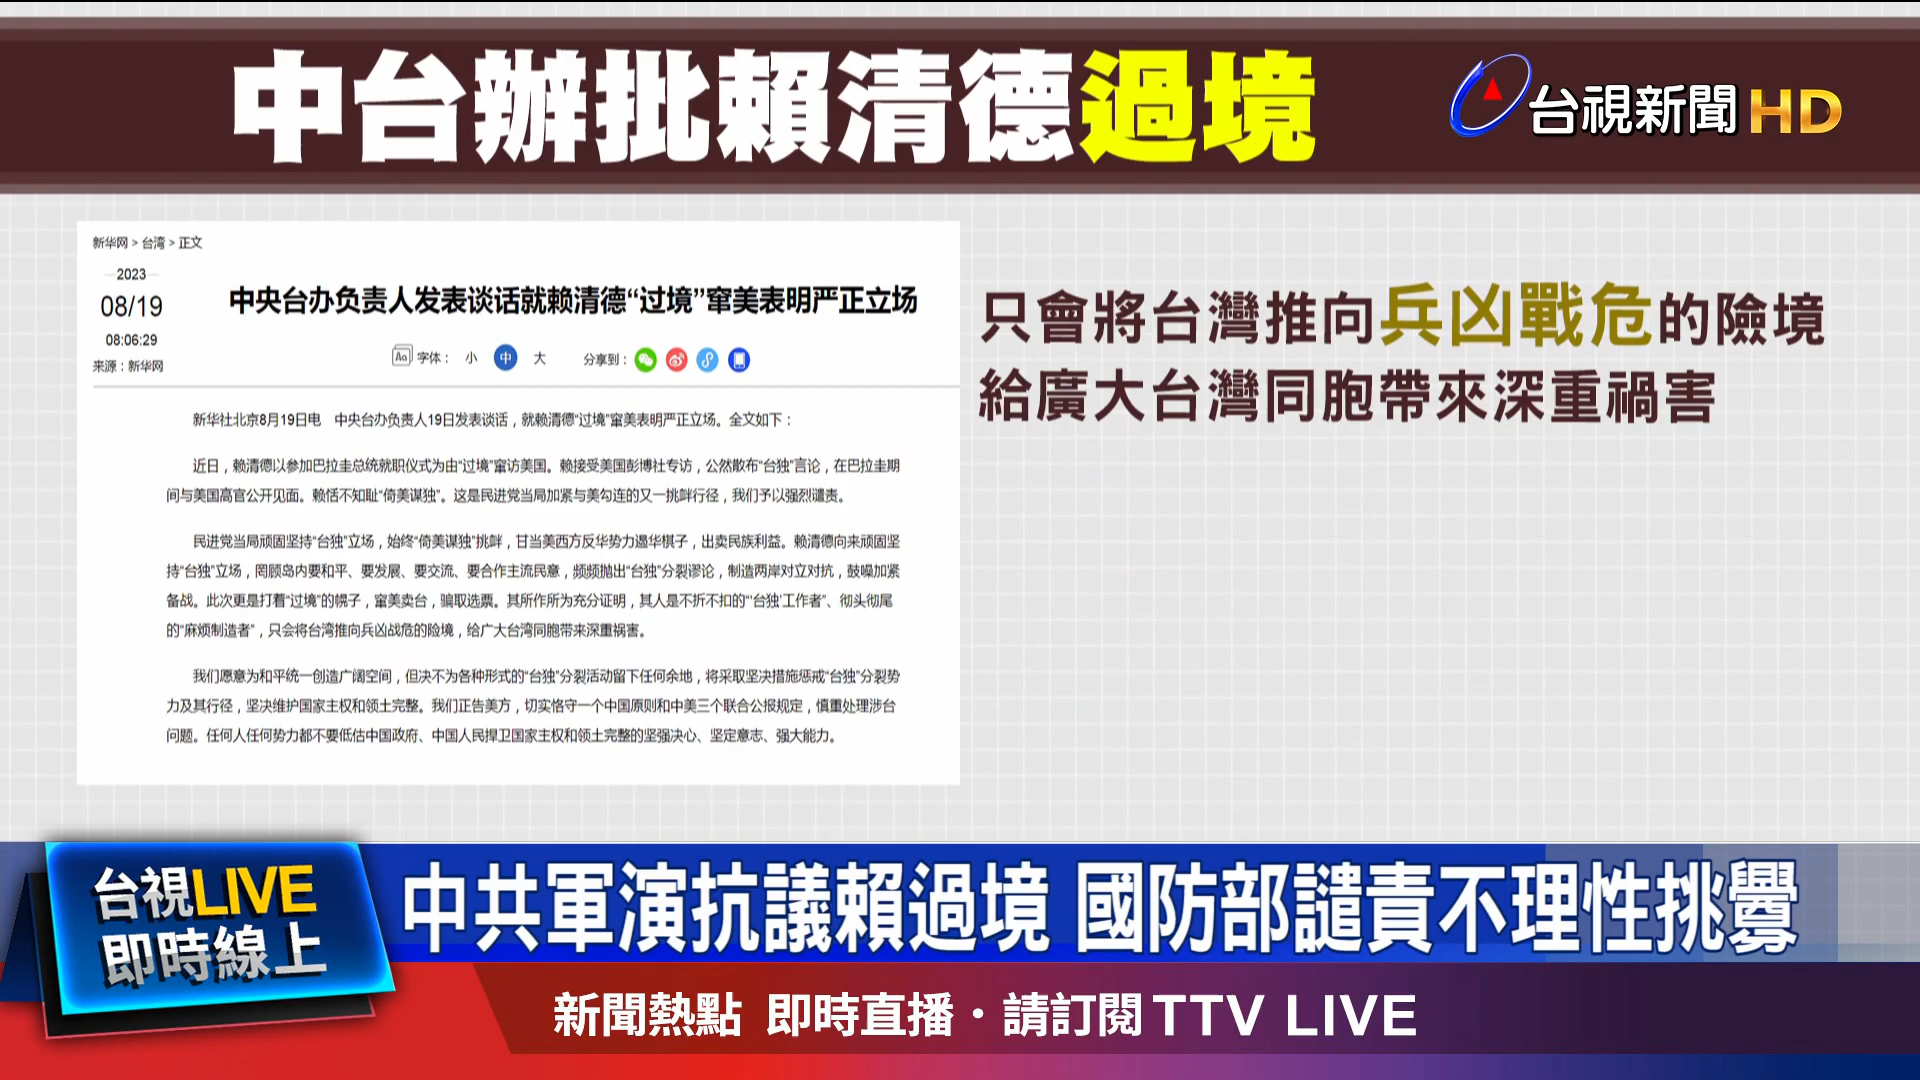 中台辦批賴清德過境
台視新聞HD
新华网 > 台湾 > 正文
2023
08/19
08:06:29
来源：新华网
中央台办负责人发表谈话就赖清德“过境”窜美表明严正立场
Aa 字体： 小 中 大 分享到：
新华社北京8月19日电 中央台办负责人19日发表谈话，就赖清德“过境”窜美表明严正立场。全文如下：
近日，赖清德以参加巴拉圭总统就职仪式为由“过境”窜访美国。赖接受美国彭博社专访，公然散布“台独”言论，在巴拉圭期
间与美国高官公开见面。赖恬不知耻“倚美谋独”。这是民进党当局加紧与美勾连的又一挑衅行径，我们予以强烈谴责。
民进党当局顽固坚持“台独”立场，始终“倚美谋独”挑衅，甘当美西方反华势力遏华棋子，出卖民族利益。赖清德向来顽固坚
持“台独”立场，罔顾岛内要和平、要发展、要交流、要合作主流民意，频频抛出“台独”分裂谬论，制造两岸对立对抗，鼓噪加紧
备战。此次更是打着“过境”的幌子，窜美卖台，骗取选票。其所作所为充分证明，其人是不折不扣的“‘台独’工作者”、彻头彻尾
的“麻烦制造者”，只会将台湾推向兵凶战危的险境，给广大台湾同胞带来深重祸害。
我们愿意为和平统一创造广阔空间，但决不为各种形式的“台独”分裂活动留下任何余地，将采取坚决措施惩戒“台独”分裂势
力及其行径，坚决维护国家主权和领土完整。我们正告美方，切实恪守一个中国原则和中美三个联合公报规定，慎重处理涉台
问题。任何人任何势力都不要低估中国政府、中国人民捍卫国家主权和领土完整的坚强决心、坚定意志、强大能力。
只會將台灣推向兵凶戰危的險境
給廣大台灣同胞帶來深重禍害
台視LIVE
即時線上
中共軍演抗議賴過境 國防部譴責不理性挑釁
新聞熱點 即時直播・請訂閱TTV LIVE